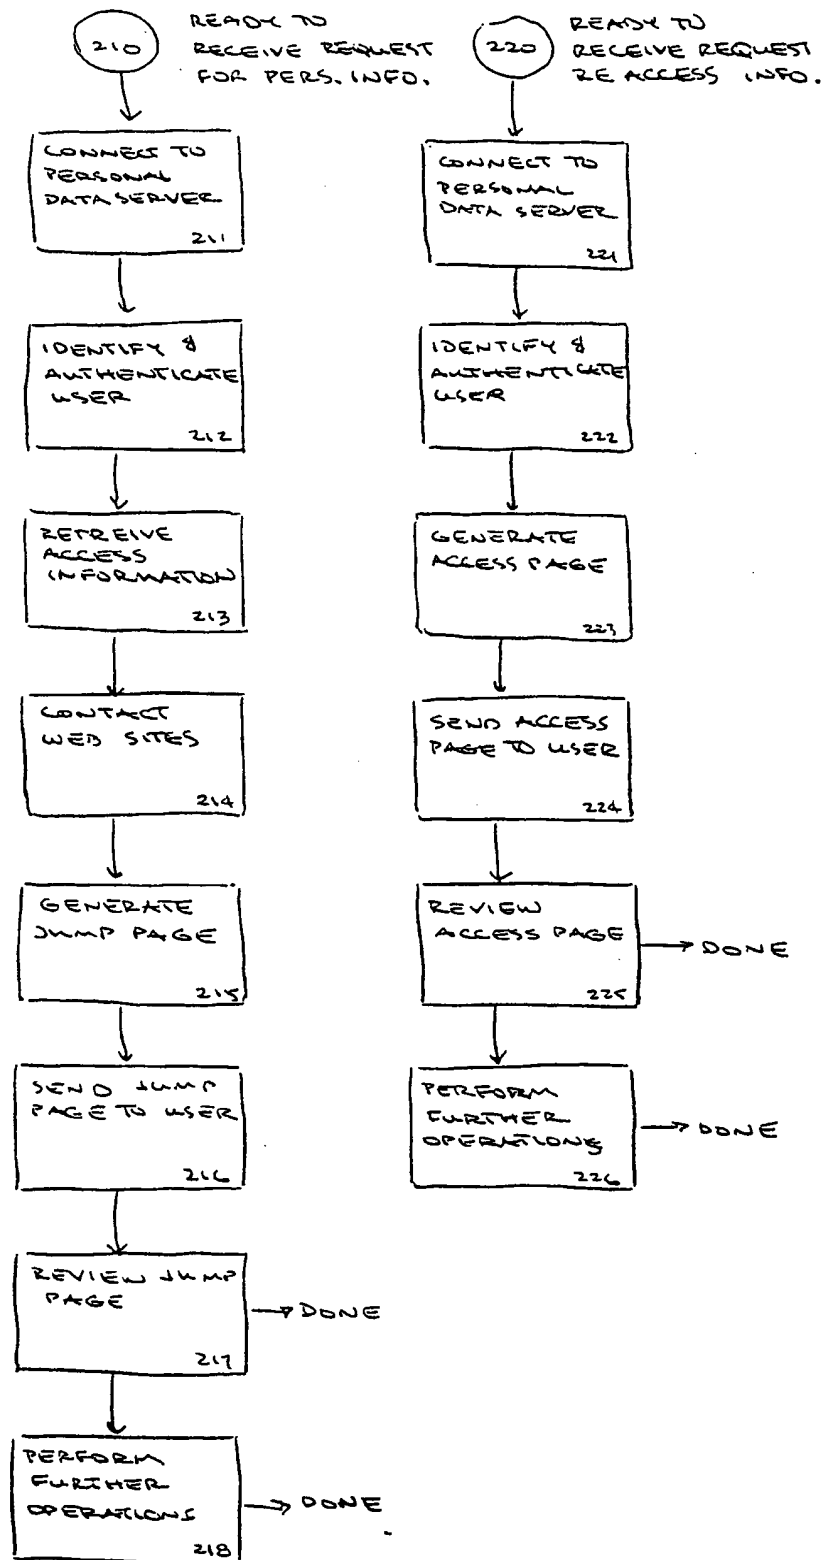 210
READY TO
RECEIVE REQUEST
FOR PERS. INFO.
CONNECT TO
PERSONAL
DATA SERVER
211
IDENTIFY &
AUTHENTICATE
USER
212
RETREIVE
ACCESS
INFORMATION
213
CONTACT
WEB SITES
214
GENERATE
JUMP PAGE
215
SEND JUMP
PAGE TO USER
216
REVIEW JUMP
PAGE
217
DONE
PERFORM
FURTHER
OPERATIONS
218
DONE
220
READY TO
RECEIVE REQUEST
RE ACCESS INFO.
CONNECT TO
PERSONAL
DATA SERVER
221
IDENTIFY &
AUTHENTICATE
USER
222
GENERATE
ACCESS PAGE
223
SEND ACCESS
PAGE TO USER
224
REVIEW
ACCESS PAGE
225
DONE
PERFORM
FURTHER
OPERATIONS
226
DONE